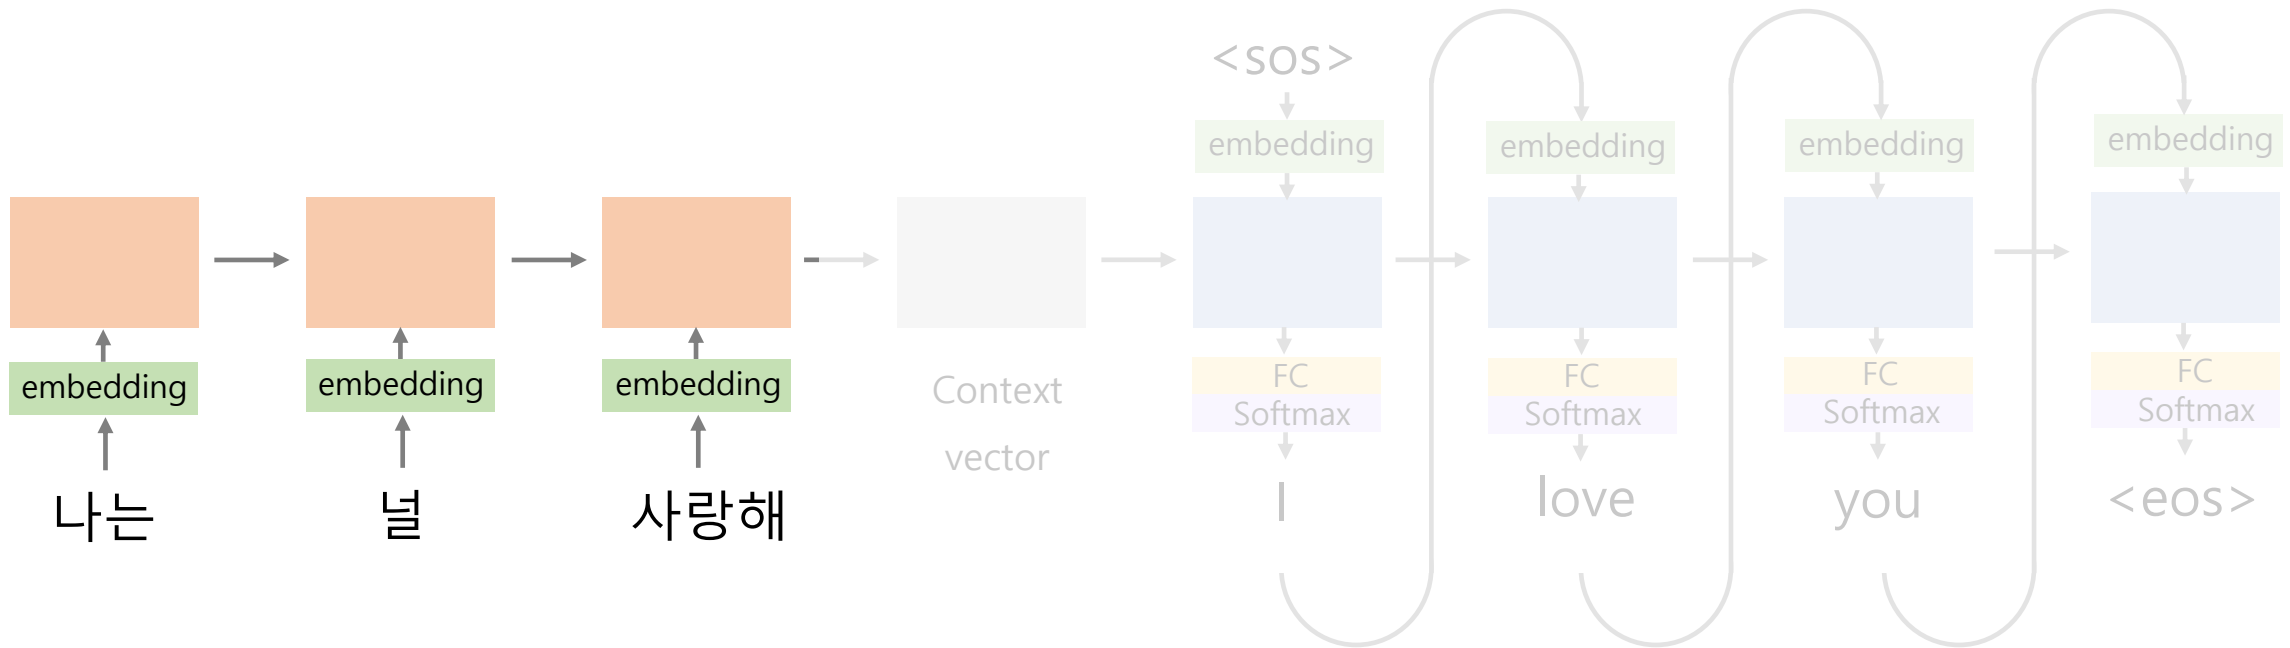 <sos>
embedding
embedding
embedding
embedding
embedding
embedding
embedding
Context
vector
FC
Softmax
FC
Softmax
FC
Softmax
FC
Softmax
나는
널
사랑해
I
love
you
<eos>